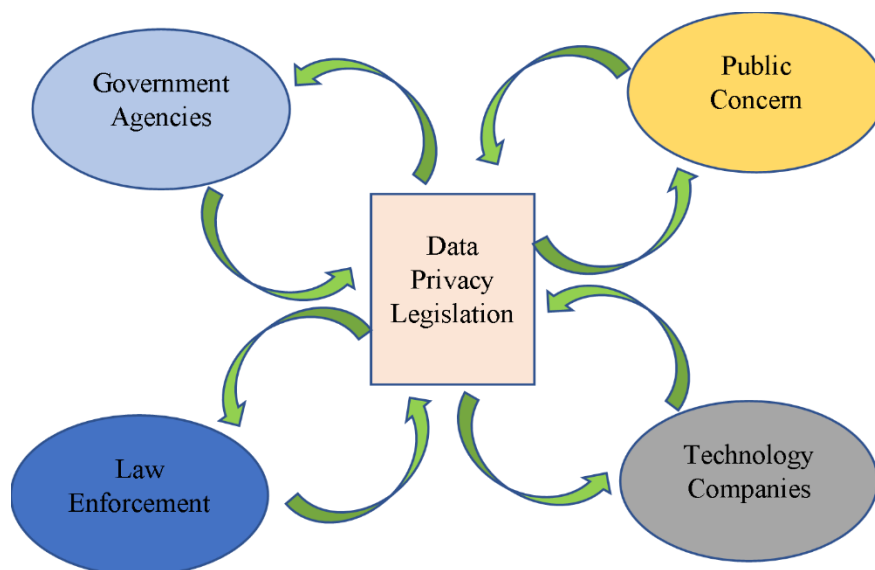 Government
Agencies
Public
Concern
Data
Privacy
Legislation
Law
Enforcement
Technology
Companies